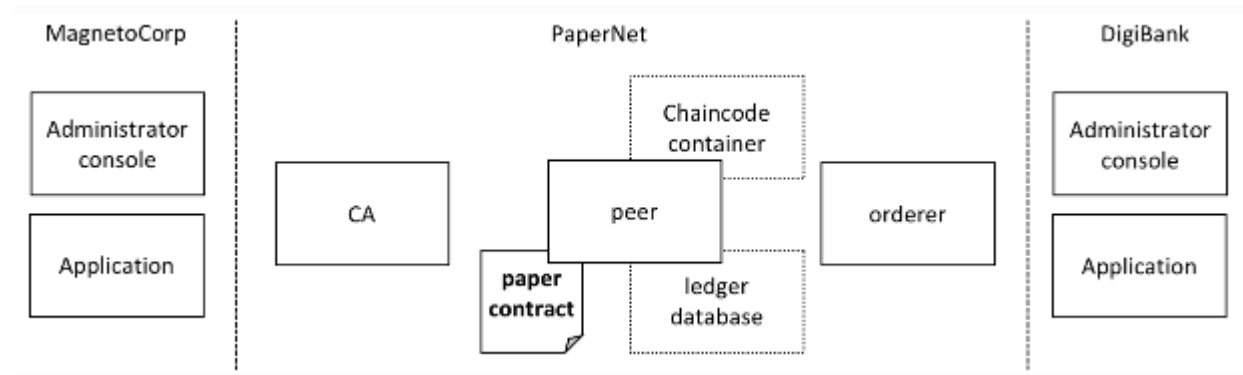 MagnetoCorp
PaperNet
DigiBank
Administrator
console
Application
CA
Chaincode
container
peer
paper
contract
ledger
database
orderer
Administrator
console
Application